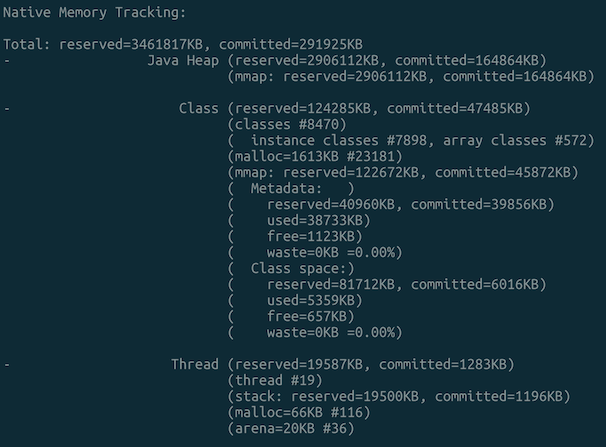 Native Memory Tracking:
Total: reserved=3461817KB, committed=291925KB
- Java Heap (reserved=2906112KB, committed=164864KB)
(mmap: reserved=2906112KB, committed=164864KB)
- Class (reserved=124285KB, committed=47485KB)
(classes #8470)
( instance classes #7898, array classes #572)
(malloc=1613KB #23181)
(mmap: reserved=122672KB, committed=45872KB)
( Metadata: )
( reserved=40960KB, committed=39856KB)
( used=38733KB)
( free=1123KB)
( waste=0KB =0.00%)
( Class space:)
( reserved=81712KB, committed=6016KB)
( used=5359KB)
( free=657KB)
( waste=0KB =0.00%)
- Thread (reserved=19587KB, committed=1283KB)
(thread #19)
(stack: reserved=19500KB, committed=1196KB)
(malloc=66KB #116)
(arena=20KB #36)